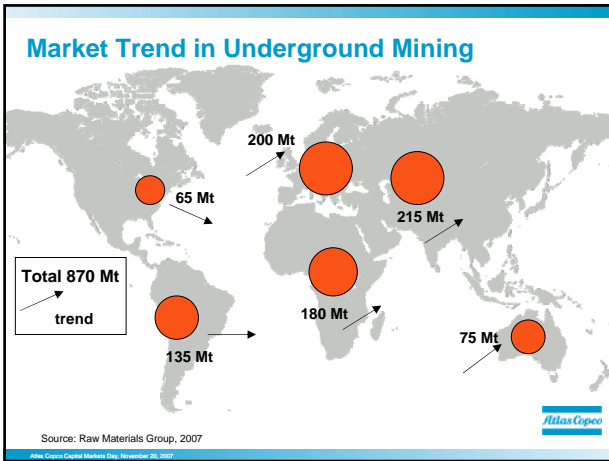 Market Trend in Underground Mining
200 Mt
65 Mt
215 Mt
Total 870 Mt
trend
180 Mt
135 Mt
75 Mt
Atlas Copco
Source: Raw Materials Group, 2007
Atlas Copco Capital Markets Day, November 20, 2007